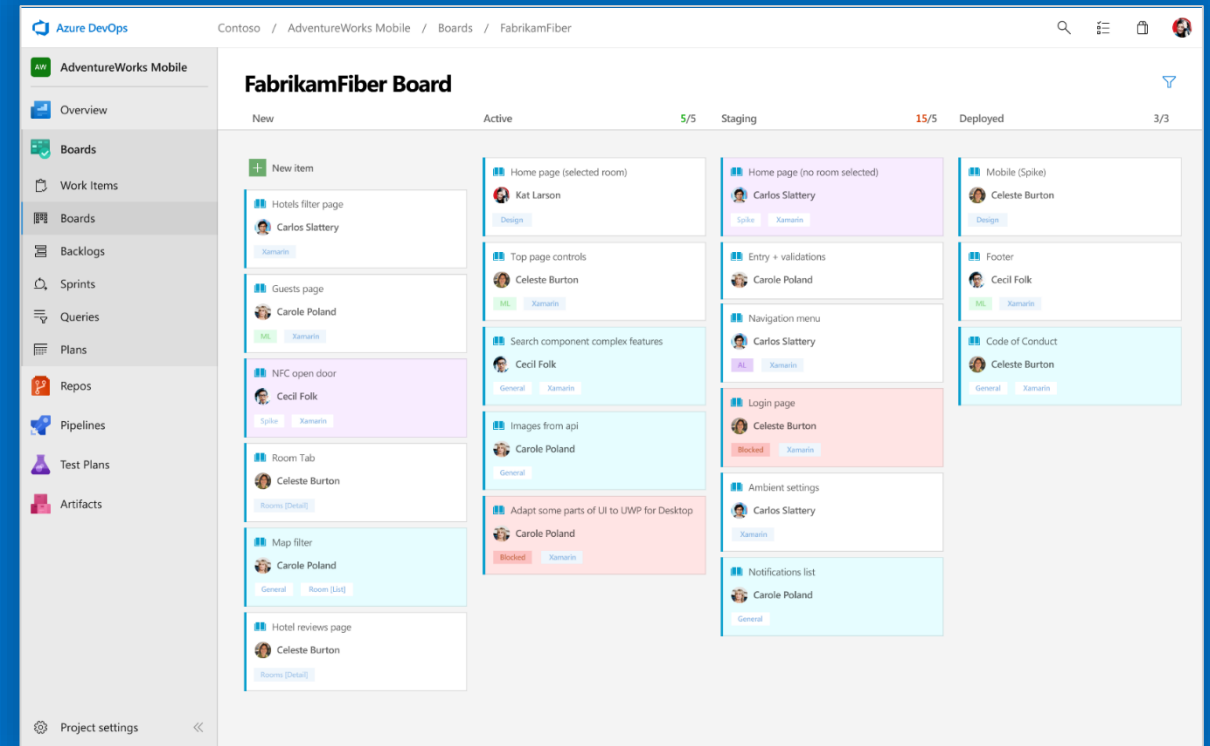 Azure DevOps
Contoso / AdventureWorks Mobile / Boards / FabrikamFiber
AW AdventureWorks Mobile
Overview
Boards
Work Items
Boards
Backlogs
Sprints
Queries
Plans
Repos
Pipelines
Test Plans
Artifacts
Project settings
FabrikamFiber Board
New
Active 5/5
Staging 15/5
Deployed 3/3
New item
Hotels filter page
Carlos Slattery
Xamarin
Guests page
Carole Poland
ML Xamarin
NFC open door
Cecil Folk
Spike Xamarin
Room Tab
Celeste Burton
Rooms [Detail]
Map filter
Carole Poland
General Room [List]
Hotel reviews page
Celeste Burton
Rooms [Detail]
Home page (selected room)
Kat Larson
Design
Top page controls
Celeste Burton
ML Xamarin
Search component complex features
Cecil Folk
General Xamarin
Images from api
Carole Poland
General
Adapt some parts of UI to UWP for Desktop
Carole Poland
Blocked Xamarin
Home page (no room selected)
Carlos Slattery
Spike Xamarin
Entry + validations
Carole Poland
Navigation menu
Carlos Slattery
AL Xamarin
Login page
Celeste Burton
Blocked Xamarin
Ambient settings
Carlos Slattery
Xamarin
Notifications list
Carole Poland
General
Mobile (Spike)
Celeste Burton
Design
Footer
Cecil Folk
ML Xamarin
Code of Conduct
Celeste Burton
General Xamarin